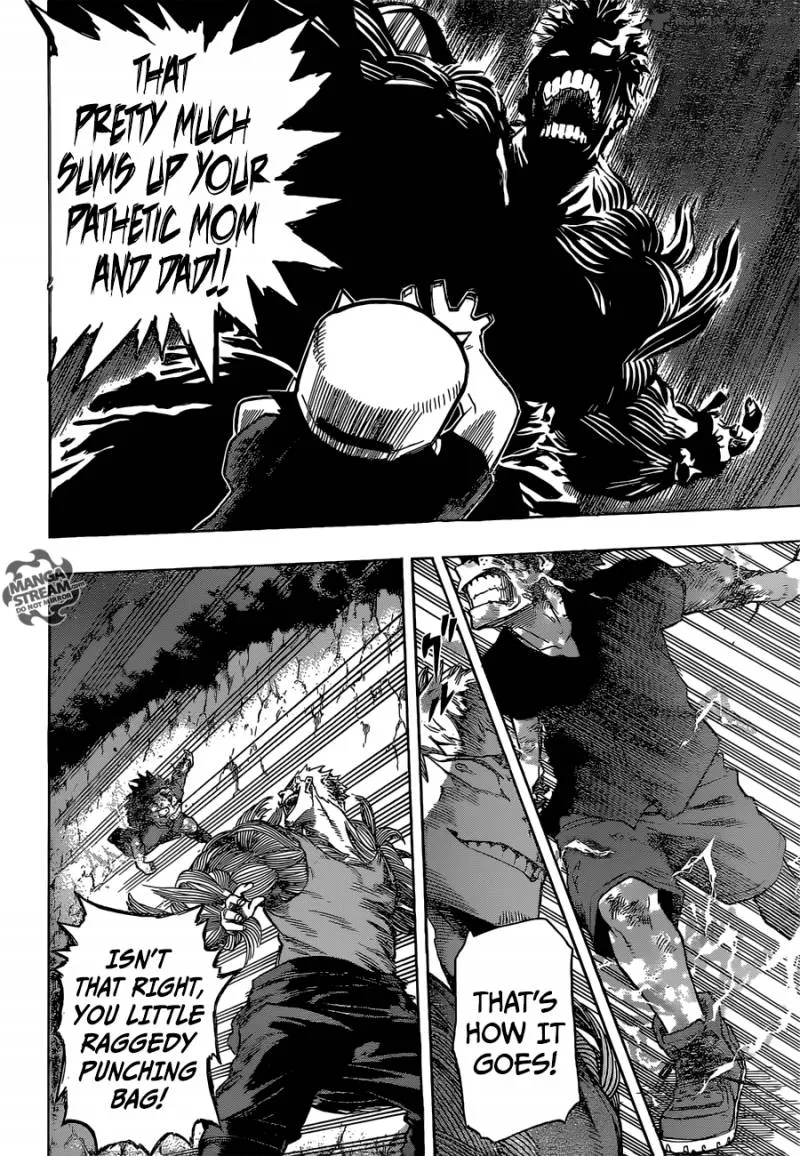 THAT
PRETTY MUCH
SUMS UP YOUR
PATHETIC MOM
AND DAD!!
MANGA
STREAM
DO NOT MIRROR
THAT'S
HOW IT
GOES!
ISN'T
THAT RIGHT,
YOU LITTLE
RAGGEDY
PUNCHING
BAG!